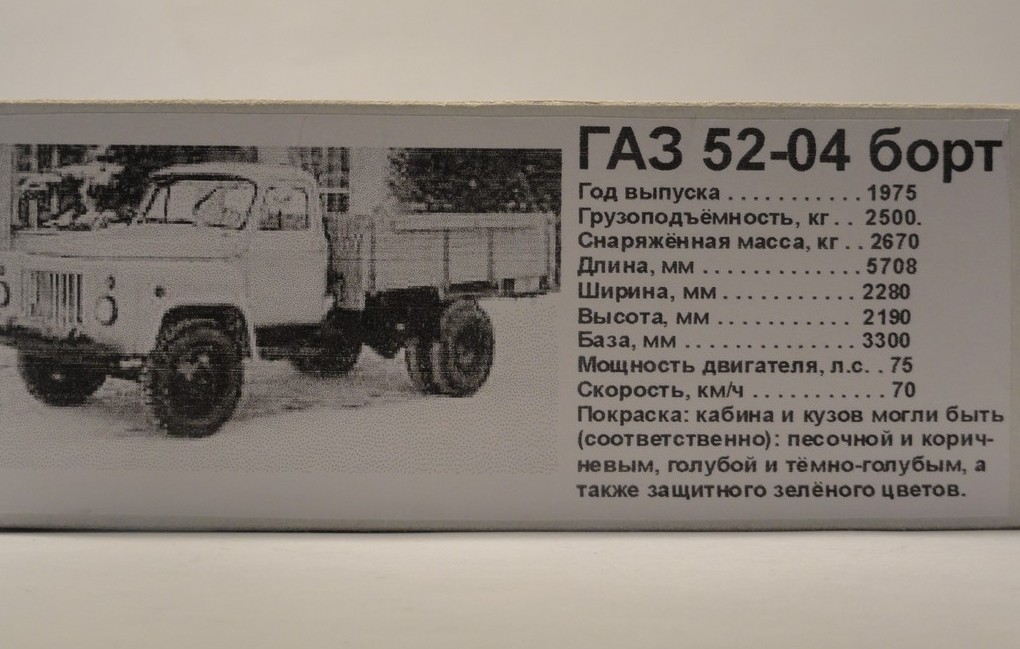 ГАЗ 52-04 борт
Год выпуска . . . . . . . . . . . 1975
Грузоподъёмность, кг . . 2500.
Снаряжённая масса, кг . . 2670
Длина, мм . . . . . . . . . . . . . 5708
Ширина, мм . . . . . . . . . . . 2280
Высота, мм . . . . . . . . . . . 2190
База, мм . . . . . . . . . . . . . . 3300
Мощность двигателя, л.с. . . 75
Скорость, км/ч . . . . . . . . . . . 70
Покраска: кабина и кузов могли быть
(соответственно): песочной и корич-
невым, голубой и тёмно-голубым, а
также защитного зелёного цветов.